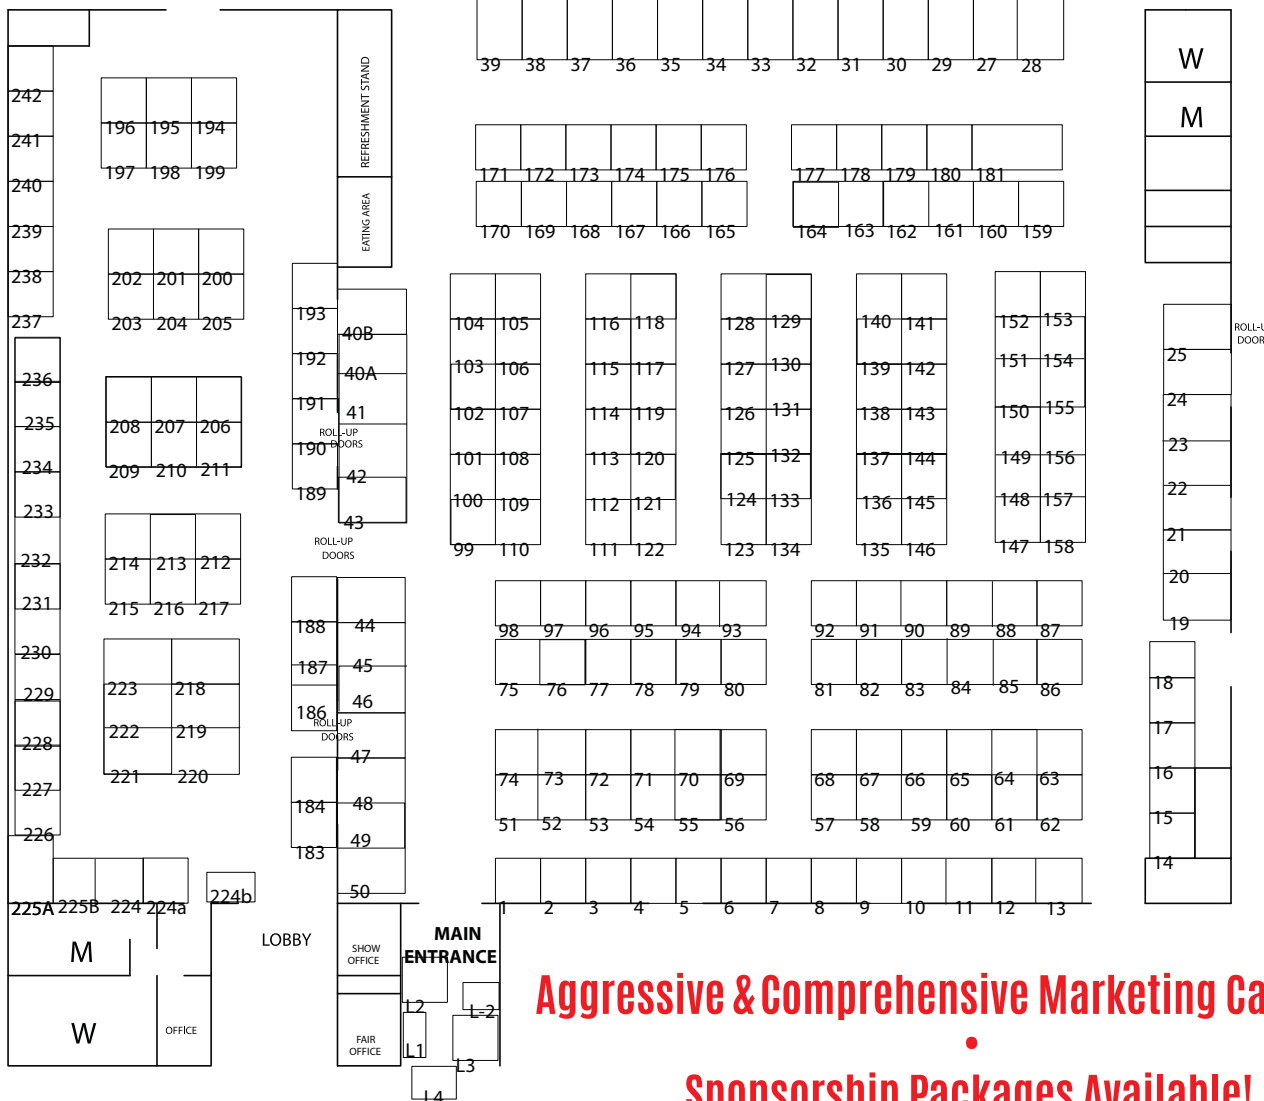 39 38 37 36 35 34 33 32 31 30 29 27 28
W
M
REFRESHMENT STAND
EATING AREA
242
241
240
239
238
237
196 195 194
197 198 199
171 172 173 174 175 176 177 178 179 180 181
170 169 168 167 166 165 164 163 162 161 160 159
202 201 200
203 204 205
193
192
191
190
189
40B
40A
41
ROLL-UP
DOORS
42
43
ROLL-UP
DOORS
104 105 116 118 128 129 140 141 152 153
103 106 115 117 127 130 139 142 151 154
102 107 114 119 126 131 138 143 150 155
101 108 113 120 125 132 137 144 149 156
100 109 112 121 124 133 136 145 148 157
99 110 111 122 123 134 135 146 147 158
25
24
23
22
21
20
19
236
235
234
233
232
231
230
229
228
227
226
208 207 206
209 210 211
214 213 212
215 216 217
223 218
222 219
221 220
188
187
186
ROLL-UP
DOORS
184
183
44
45
46
47
48
49
50
98 97 96 95 94 93 92 91 90 89 88 87
75 76 77 78 79 80 81 82 83 84 85 86
74 73 72 71 70 69 68 67 66 65 64 63
51 52 53 54 55 56 57 58 59 60 61 62
18
17
16
15
14
225A 225B 224 224a 224b
1 2 3 4 5 6 7 8 9 10 11 12 13
M
W
OFFICE
LOBBY
SHOW
OFFICE
FAIR
OFFICE
MAIN
ENTRANCE
L2
L-2
L1
L3
L4
Aggressive & Comprehensive Marketing
•
Sponsorship Packages Available!